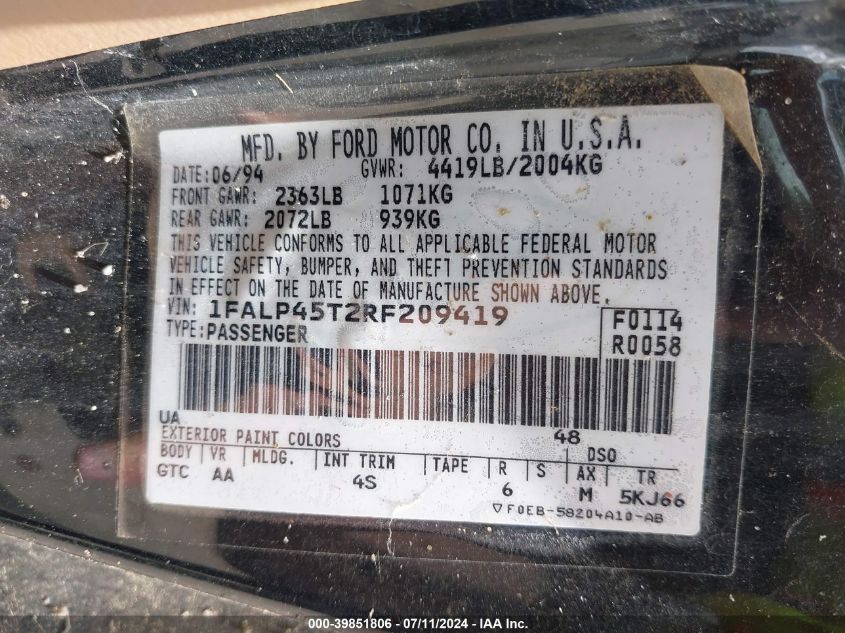 MFD. BY FORD MOTOR CO. IN U.S.A.
DATE: 06/94 GVWR: 4419LB/2004KG
FRONT GAWR: 2363LB 1071KG
REAR GAWR: 2072LB 939KG
THIS VEHICLE CONFORMS TO ALL APPLICABLE FEDERAL MOTOR
VEHICLE SAFETY, BUMPER, AND THEFT PREVENTION STANDARDS
IN EFFECT ON THE DATE OF MANUFACTURE SHOWN ABOVE.
VIN: 1FALP45T2RF209419 F0114
TYPE: PASSENGER R0058
UA 48
EXTERIOR PAINT COLORS DSO
BODY VR MLDG. INT TRIM TAPE R S AX TR
GTC AA 4S 6 M 5KJ66
▽F0EB-58204A10-AB
000-39851806 - 07/11/2024 - IAA Inc.